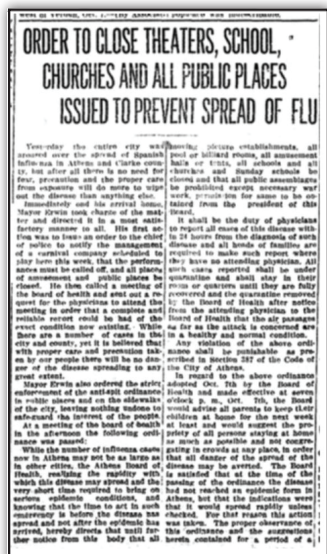 ORDER TO CLOSE THEATERS, SCHOOL,
CHURCHES AND ALL PUBLIC PLACES
ISSUED TO PREVENT SPREAD OF FLU
Yesterday the entire city was
aroused over the spread of Spanish
influenza in Athens and Clarke coun-
ty, but after all there is no need for
fear, precaution and the proper care
from exposure will do more to wipe
out the disease than anything else.
Immediately on his arrival home,
Mayor Erwin took charge of the mat-
ter and directed it in a most satis-
factory manner to all. His first ac-
tion was to issue an order to the chief
of police to notify the management
of a carnival company scheduled to
play here this week, that the perform-
ances must be called off, and all places
of amusement and public places be
closed. He then called a meeting of
the board of health and sent out a re-
quest for the physicians to attend the
meeting in order that a complete and
reliable report could be had of the
exact condition now existing. While
there are a number of cases in the
city and county, yet it is believed that
with proper care and precaution tak-
en by our people there will be no dan-
ger of the disease spreading to any
great extent.
Mayor Erwin also ordered the strict
enforcement of the anti-spit ordinance
in public places and on the sidewalks
of the city, leaving nothing undone to
safe-guard the interest of the people.
At a meeting of the board of health
in the afternoon the following ordi-
nance was passed:
While the number of influenza cases
now in Athens may not be as large as
in other cities, the Athens Board of
Health, realizing the rapidity with
which this disease may spread and the
very short time required to bring on
serious epidemic conditions, and
knowing that the time to act in such
emergency is before the disease has
spread and not after the epidemic has
arrived, hereby directs that until fur-
ther notice from this body that all
moving picture establishments, all
pool or billiard rooms, all amusement
halls or tents, all schools and all
churches and Sunday schools be
closed and that all public assemblages
be prohibited except necessary war
work, permission for same to be ob-
tained from the president of this
board.
It shall be the duty of physicians
to report all cases of this disease with-
in 24 hours from the diagnosis of such
disease and all heads of families are
required to make such report where
they have no attending physician. All
such cases reported shall be under
quarantine and shall stay in their
room or quarters until they are fully
recovered and the quarantine removed
by the Board of Health after notice
from the attending physician to the
Board of Health that the air passages
as far as the attack is concerned are
in a healthy and normal condition.
Any violation of the above ordi-
nance shall be punishable as pre-
scribed in Section 287 of the Code of
the City of Athens.
In regard to the above ordinance
adopted Oct. 7th by the Board of
Health and made effective at seven
o'clock p. m., Oct. 7th, the Board
would advise all parents to keep their
children at home for the next week
at least and would suggest the pro-
priety of all persons staying at home
as much as possible and not congre-
gating in crowds at any place, in order
that all danger of the spread of the
disease may be averted. The Board
is satisfied that at the time of the
passing of the ordinance the disease
had not reached an epidemic form in
Athens, but that the indications were
that it would spread rapidly unless
checked. For that reason this action
was taken. The proper observance of
this ordinance and the suggestions
herein contained for a period of a